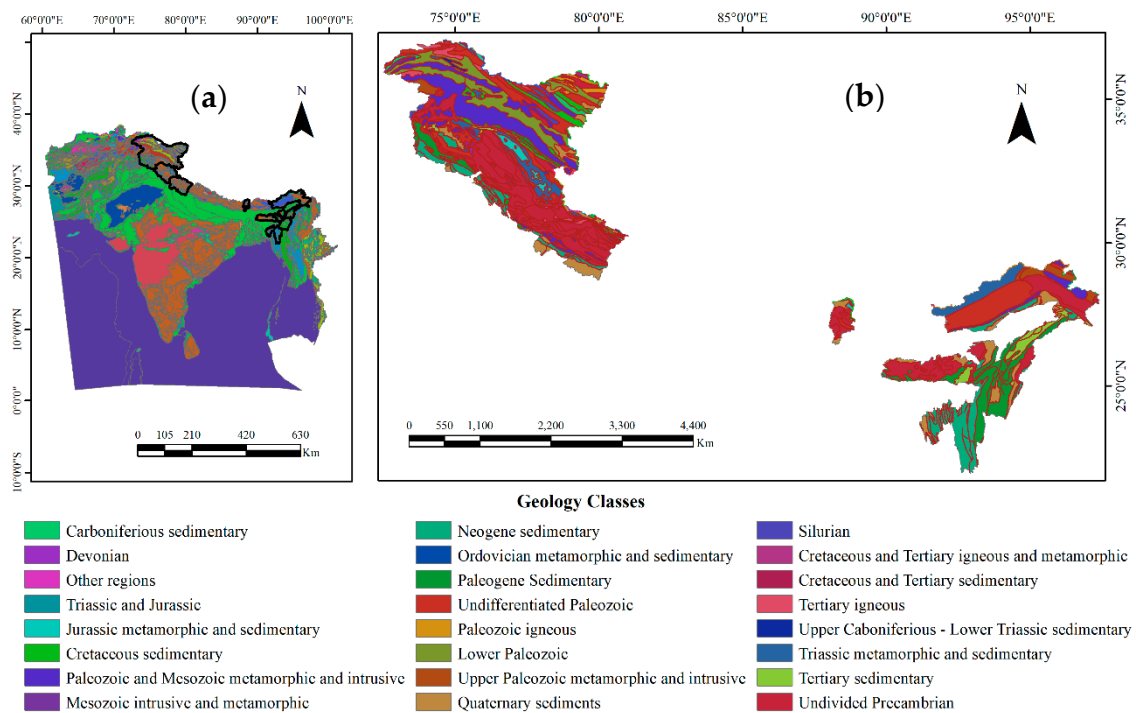 60°0'0"E 70°0'0"E 80°0'0"E 90°0'0"E 100°0'0"E
75°0'0"E 80°0'0"E 90°0'0"E 95°0'0"E
(a)
N
40°0'0"N
30°0'0"N
20°0'0"N
10°0'0"N
0°0'0"
10°0'0"S
0 105 210 420 630
Km
(b)
N
35°0'0"N
30°0'0"N
25°0'0"N
0 550 1,100 2,200 3,300 4,400
Km
Geology Classes
Carboniferious sedimentary
Devonian
Other regions
Triassic and Jurassic
Jurassic metamorphic and sedimentary
Cretaceous sedimentary
Paleozoic and Mesozoic metamorphic and intrusive
Mesozoic intrusive and metamorphic
Neogene sedimentary
Ordovician metamorphic and sedimentary
Paleogene Sedimentary
Undifferentiated Paleozoic
Paleozoic igneous
Lower Paleozoic
Upper Paleozoic metamorphic and intrusive
Quaternary sediments
Silurian
Cretaceous and Tertiary igneous and metamorphic
Cretaceous and Tertiary sedimentary
Tertiary igneous
Upper Caboniferious - Lower Triassic sedimentary
Triassic metamorphic and sedimentary
Tertiary sedimentary
Undivided Precambrian